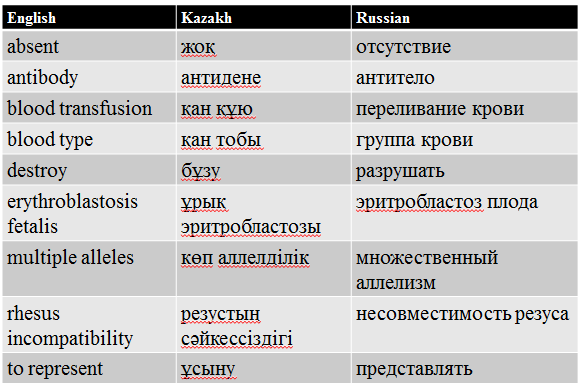 English Kazakh Russian
absent жоқ отсутствие
antibody антидене антитело
blood transfusion қан құю переливание крови
blood type қан тобы группа крови
destroy бұзу разрушать
erythroblastosis ұрық эритробластоз плода
fetalis эритробластозы
multiple alleles көп аллелділік множественный
аллелизм
rhesus резустың несовместимость резуса
incompatibility сәйкессіздігі
to represent ұсыну представлять